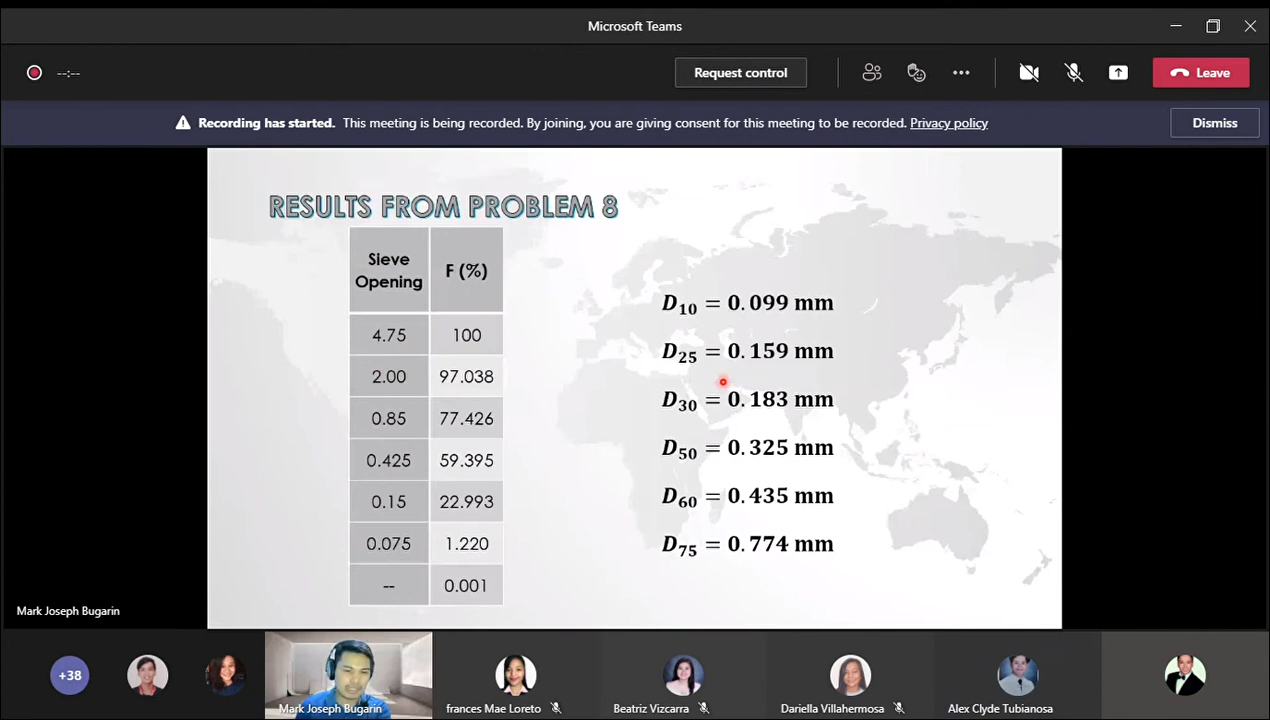 Microsoft Teams
--:--
Request control
Leave
Recording has started. This meeting is being recorded. By joining, you are giving consent for this meeting to be recorded. Privacy policy
Dismiss
RESULTS FROM PROBLEM 8
Sieve Opening F (%)
4.75 100
2.00 97.038
0.85 77.426
0.425 59.395
0.15 22.993
0.075 1.220
-- 0.001
D10 = 0.099 mm
D25 = 0.159 mm
D30 = 0.183 mm
D50 = 0.325 mm
D60 = 0.435 mm
D75 = 0.774 mm
Mark Joseph Bugarin
+38
Mark Joseph Bugarin
frances Mae Loreto
Beatriz Vizcarra
Dariella Villahermosa
Alex Clyde Tubianosa